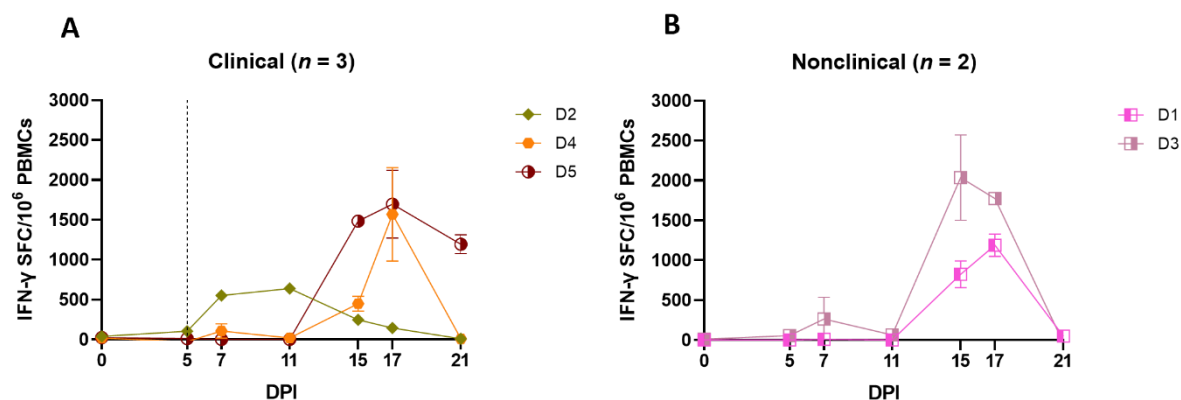 A
Clinical (n = 3)
IFN-γ SFC/10⁶ PBMCs
3000
2500
2000
1500
1000
500
0
0 5 7 11 15 17 21
DPI
D2
D4
D5
B
Nonclinical (n = 2)
IFN-γ SFC/10⁶ PBMCs
3000
2500
2000
1500
1000
500
0
0 5 7 11 15 17 21
DPI
D1
D3